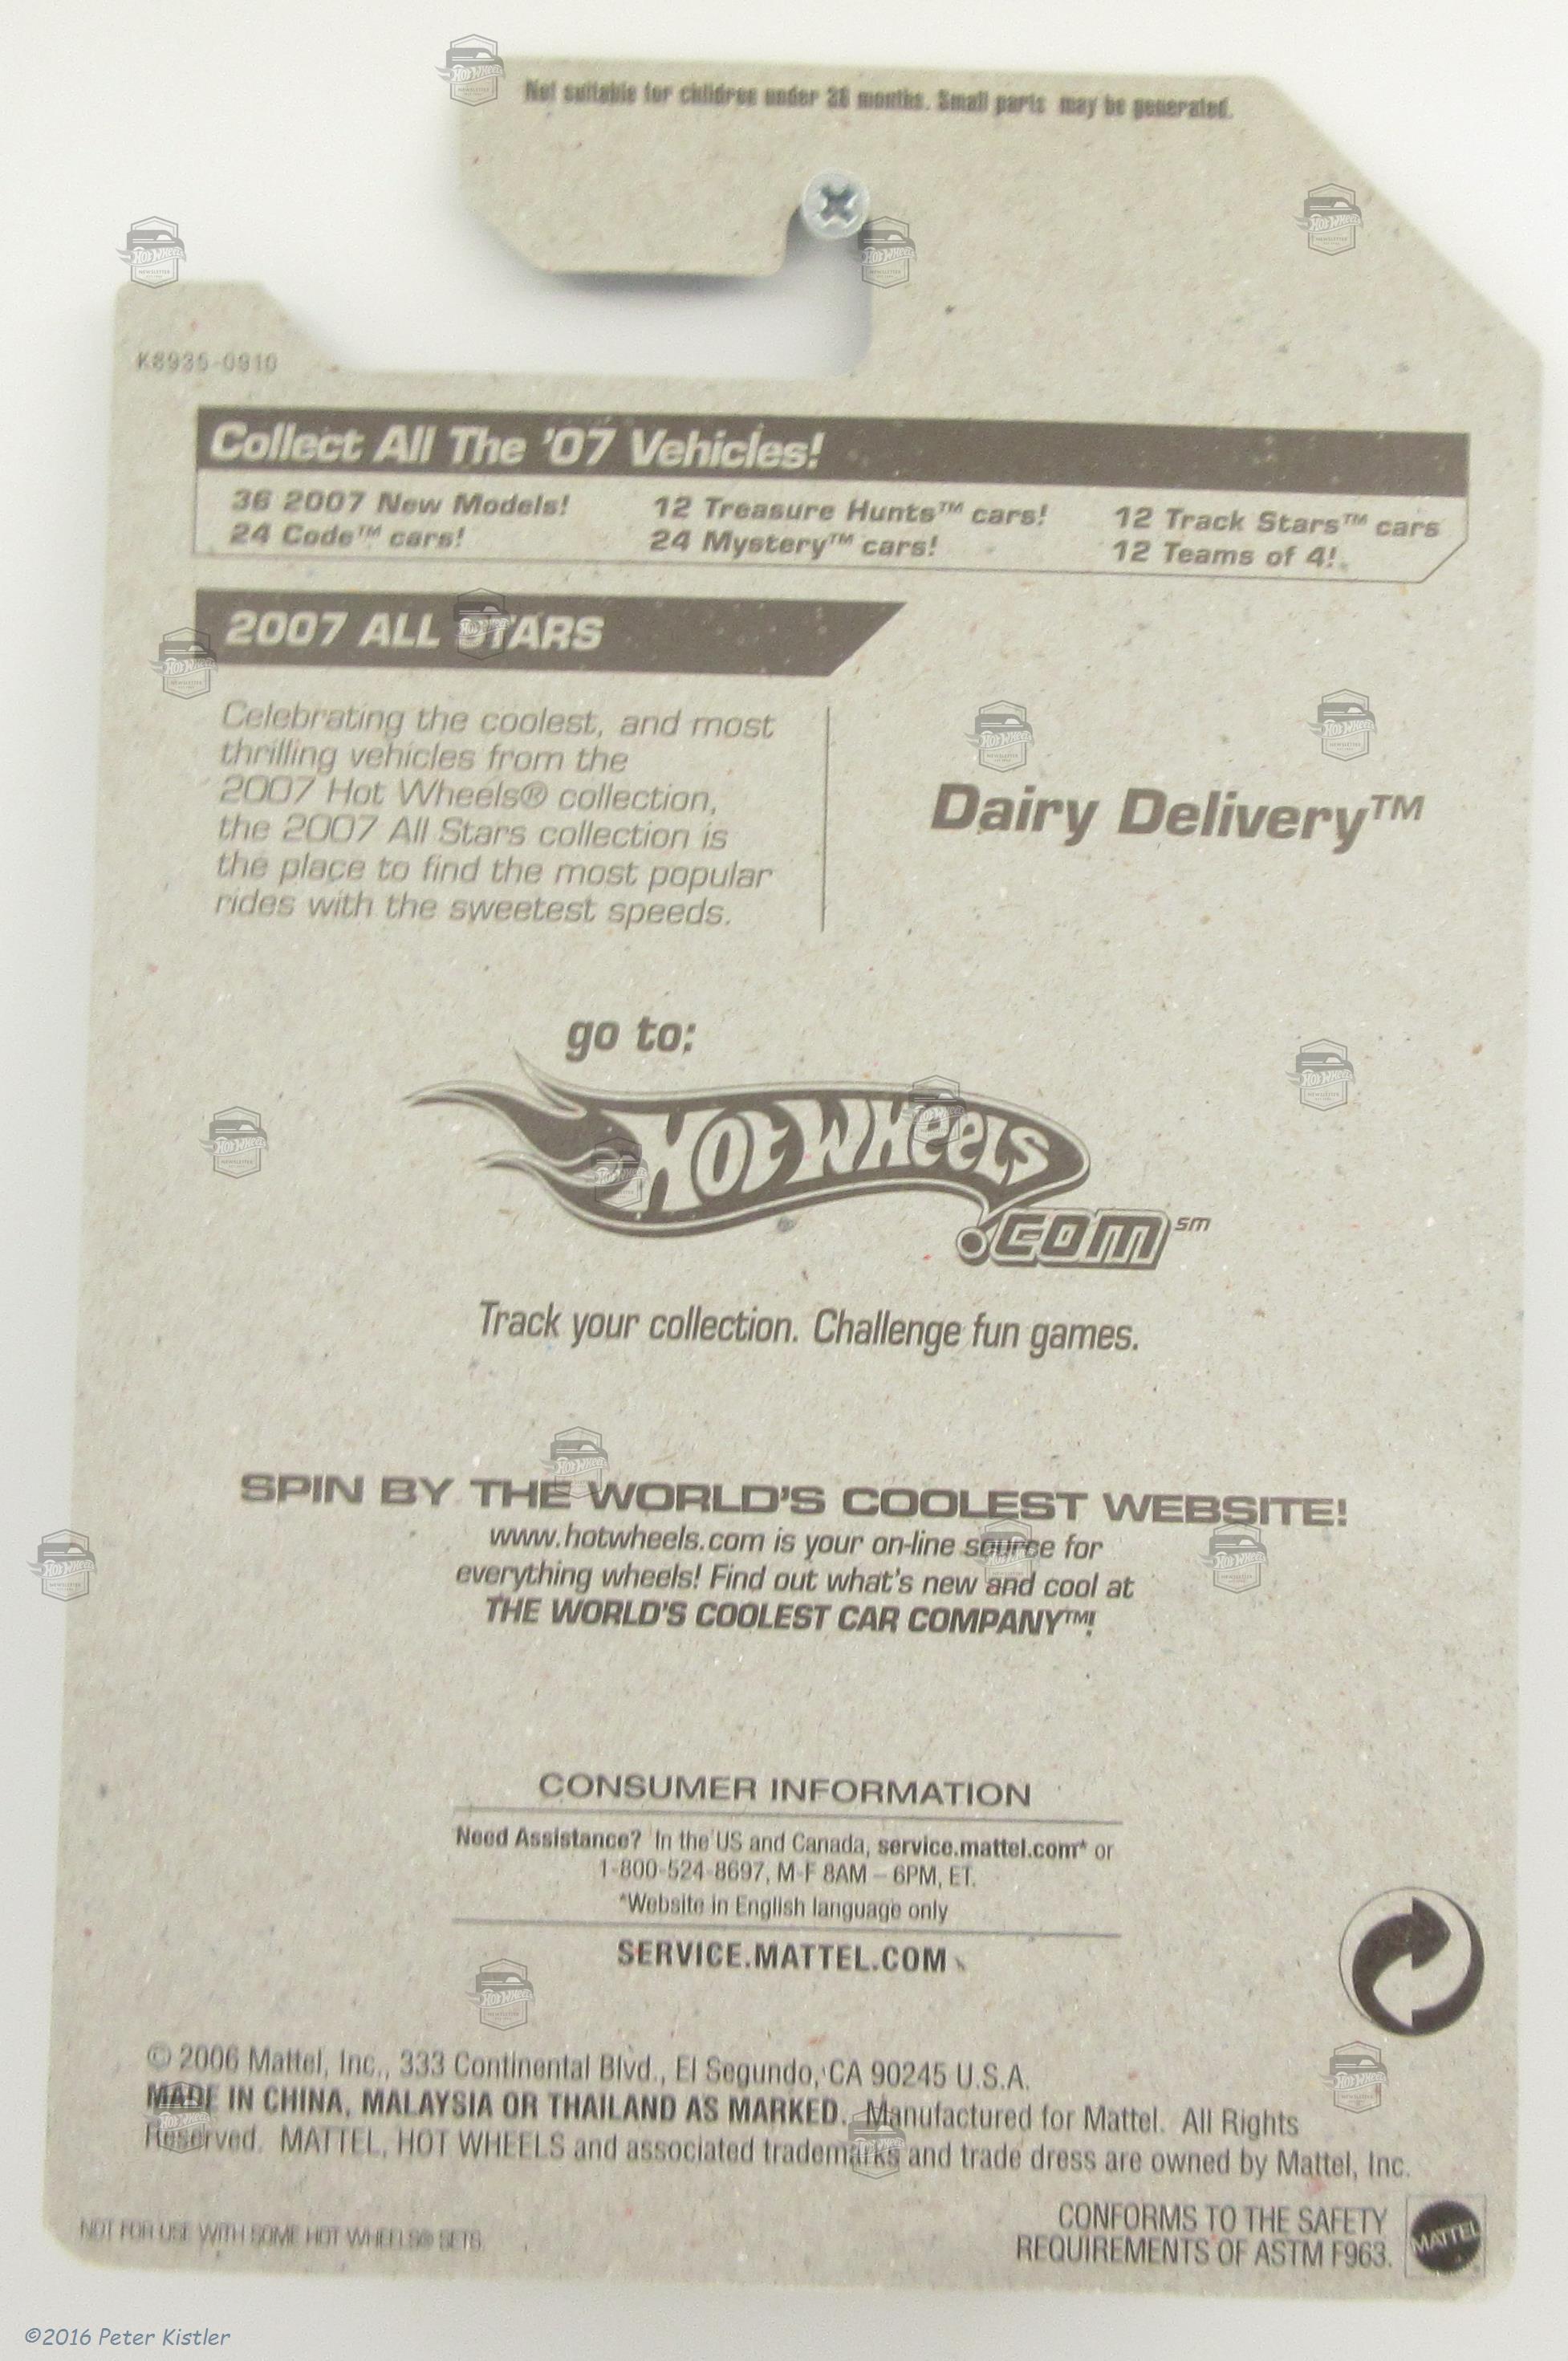 Not suitable for children under 36 months. Small parts may be generated.
K8935-0910
Collect All The '07 Vehicles!
36 2007 New Models! 12 Treasure Hunts™ cars! 12 Track Stars™ cars
24 Code™ cars! 24 Mystery™ cars! 12 Teams of 4!
2007 ALL STARS
Celebrating the coolest, and most
thrilling vehicles from the
2007 Hot Wheels® collection,
the 2007 All Stars collection is
the place to find the most popular
rides with the sweetest speeds.
Dairy Delivery™
go to:
HOT WHEELS
.com sm
Track your collection. Challenge fun games.
SPIN BY THE WORLD'S COOLEST WEBSITE!
www.hotwheels.com is your on-line source for
everything wheels! Find out what's new and cool at
THE WORLD'S COOLEST CAR COMPANY™!
CONSUMER INFORMATION
Need Assistance? In the US and Canada, service.mattel.com* or
1-800-524-8697, M-F 8AM – 6PM, ET.
*Website in English language only
SERVICE.MATTEL.COM
© 2006 Mattel, Inc., 333 Continental Blvd., El Segundo, CA 90245 U.S.A.
MADE IN CHINA, MALAYSIA OR THAILAND AS MARKED. Manufactured for Mattel. All Rights
Reserved. MATTEL, HOT WHEELS and associated trademarks and trade dress are owned by Mattel, Inc.
NOT FOR USE WITH SOME HOT WHEELS® SETS.
CONFORMS TO THE SAFETY
REQUIREMENTS OF ASTM F963.
MATTEL
©2016 Peter Kistler